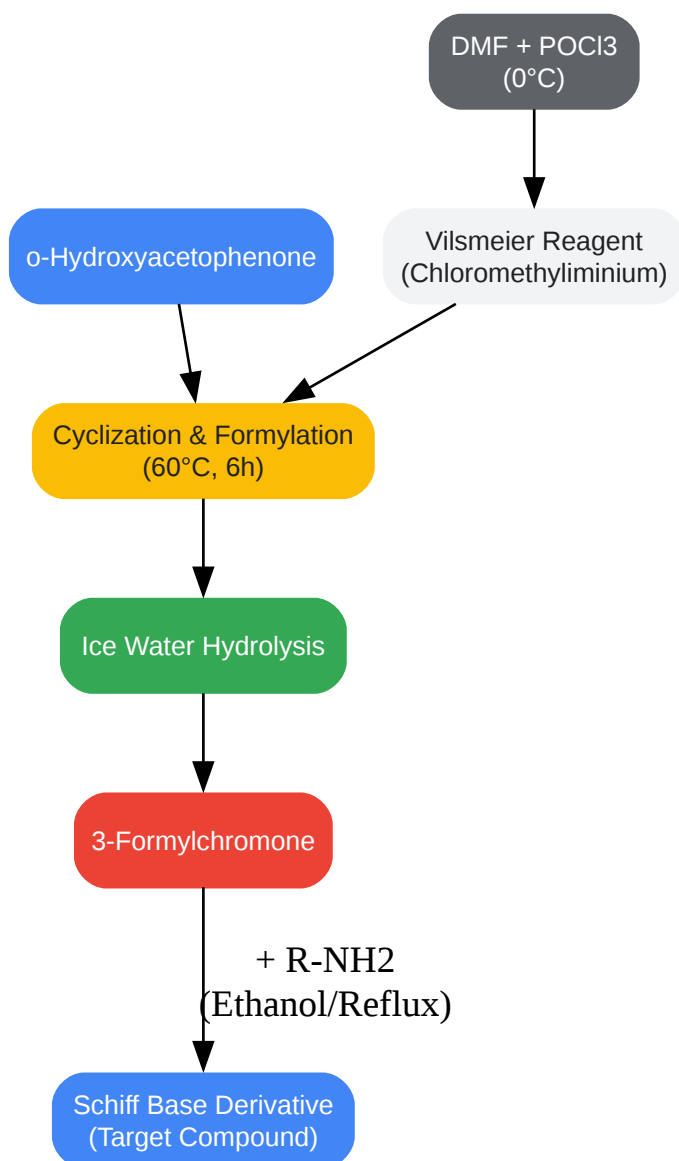 DMF + POCl3
(0°C)
o-Hydroxyacetophenone
Vilsmeier Reagent
(Chloromethyliminium)
Cyclization & Formylation
(60°C, 6h)
Ice Water Hydrolysis
3-Formylchromone
+ R-NH2
(Ethanol/Reflux)
Schiff Base Derivative
(Target Compound)